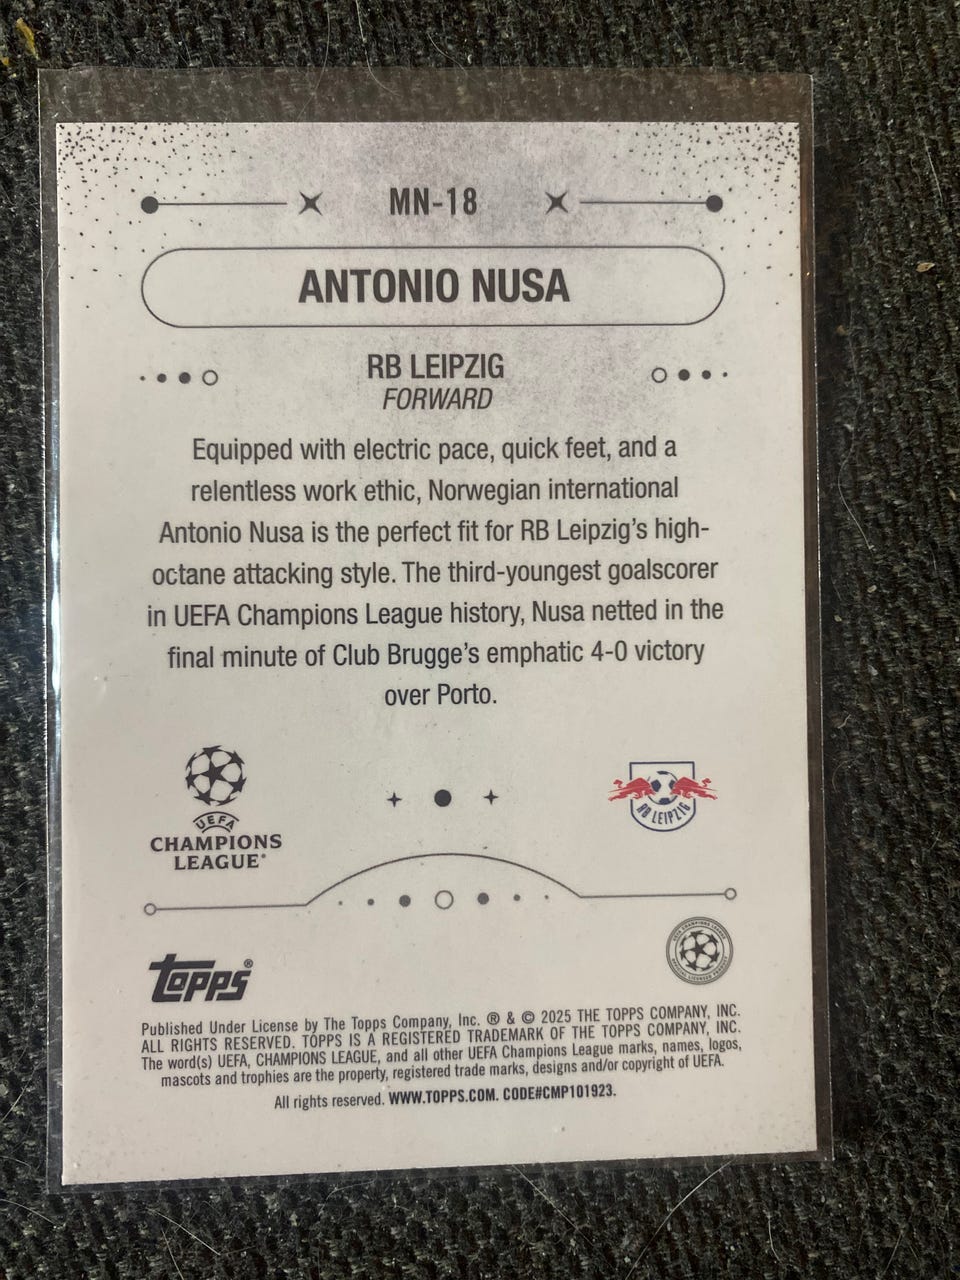 MN-18
ANTONIO NUSA
RB LEIPZIG
FORWARD
Equipped with electric pace, quick feet, and a
relentless work ethic, Norwegian international
Antonio Nusa is the perfect fit for RB Leipzig's high-
octane attacking style. The third-youngest goalscorer
in UEFA Champions League history, Nusa netted in the
final minute of Club Brugge's emphatic 4-0 victory
over Porto.
UEFA
CHAMPIONS
LEAGUE®
RB LEIPZIG
Topps®
Published Under License by The Topps Company, Inc. ® & © 2025 THE TOPPS COMPANY, INC.
ALL RIGHTS RESERVED. TOPPS IS A REGISTERED TRADEMARK OF THE TOPPS COMPANY, INC.
The word(s) UEFA, CHAMPIONS LEAGUE, and all other UEFA Champions League marks, names, logos,
mascots and trophies are the property, registered trade marks, designs and/or copyright of UEFA.
All rights reserved. WWW.TOPPS.COM. CODE#CMP101923.